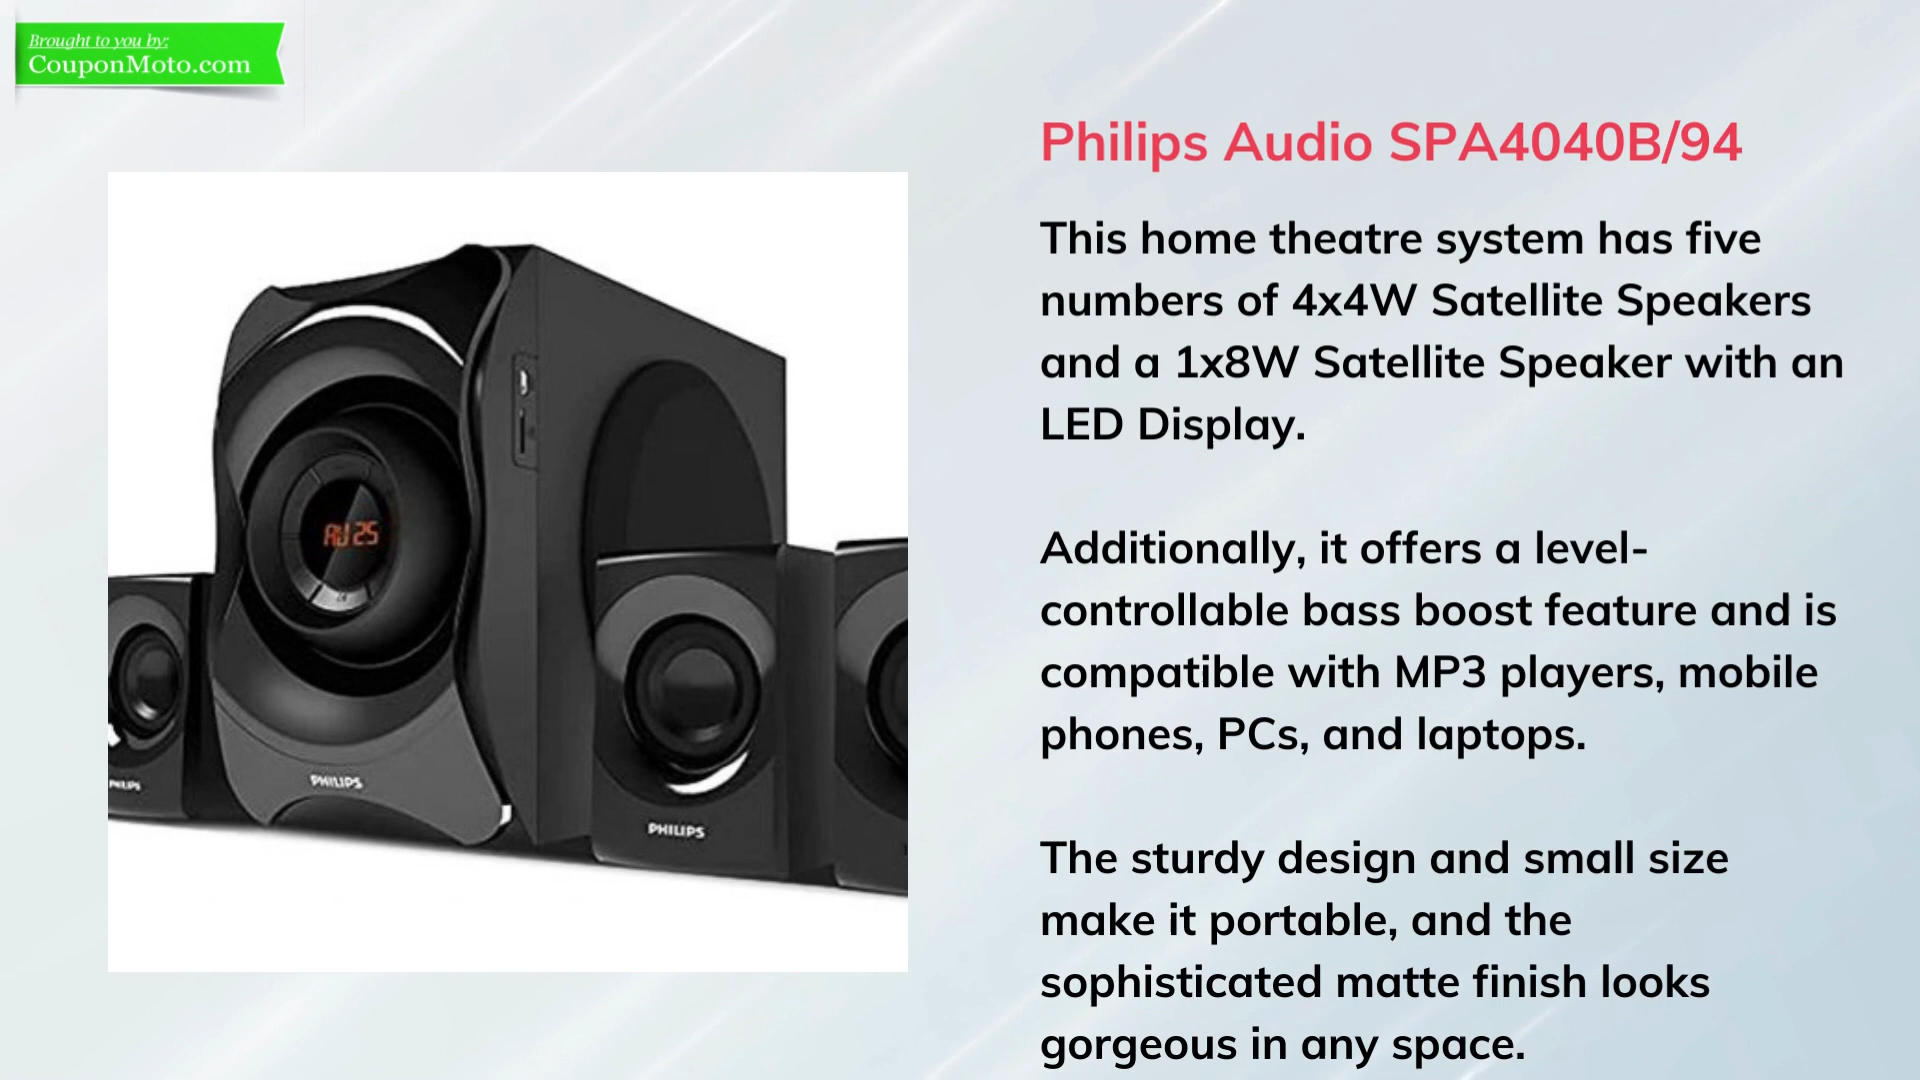 Brought to you by:
CouponMoto.com
Philips Audio SPA4040B/94
This home theatre system has five
numbers of 4x4W Satellite Speakers
and a 1x8W Satellite Speaker with an
LED Display.
Additionally, it offers a level-
controllable bass boost feature and is
compatible with MP3 players, mobile
phones, PCs, and laptops.
The sturdy design and small size
make it portable, and the
sophisticated matte finish looks
gorgeous in any space.
AU 25
PHILIPS
PHILIPS
PHILIPS